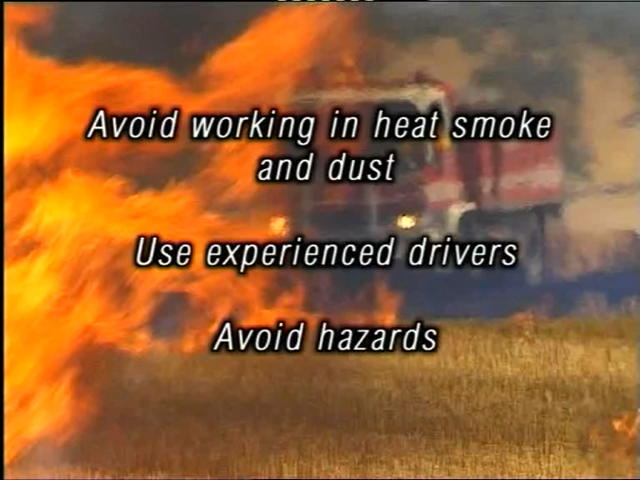 Avoid working in heat smoke
and dust
Use experienced drivers
Avoid hazards